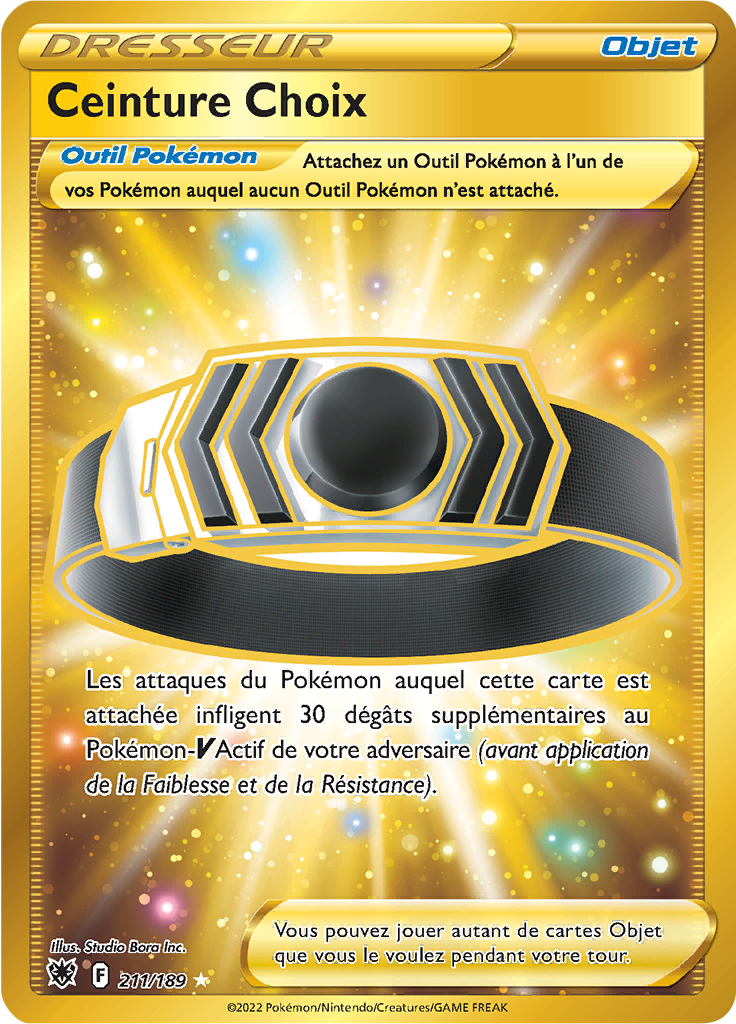 DRESSEUR Objet
Ceinture Choix
Outil Pokémon Attachez un Outil Pokémon à l'un de
vos Pokémon auquel aucun Outil Pokémon n'est attaché.
Les attaques du Pokémon auquel cette carte est
attachée infligent 30 dégâts supplémentaires au
Pokémon-V Actif de votre adversaire (avant application
de la Faiblesse et de la Résistance).
Vous pouvez jouer autant de cartes Objet
que vous le voulez pendant votre tour.
Illus. Studio Bora Inc.
F 211/189 ★
©2022 Pokémon/Nintendo/Creatures/GAME FREAK